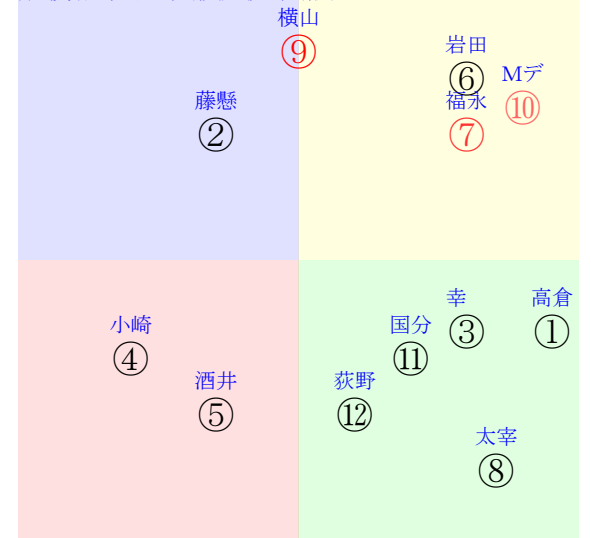 横山
⑨
岩田
⑥
Mデ
⑩
藤懸
②
福永
⑦
幸
③
高倉
①
小崎
④
国分
⑪
酒井
⑤
荻野
⑫
太宰
⑧